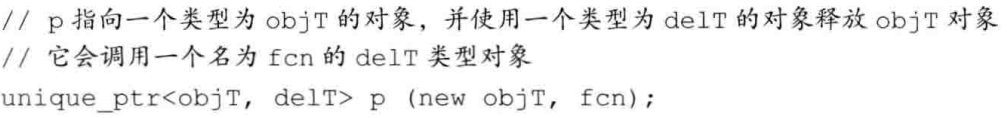 // p 指向一个类型为 objT 的对象，并使用一个类型为 delT 的对象释放 objT 对象
// 它会调用一个名为 fcn 的 delT 类型对象
unique_ptr<objT, delT> p (new objT, fcn);